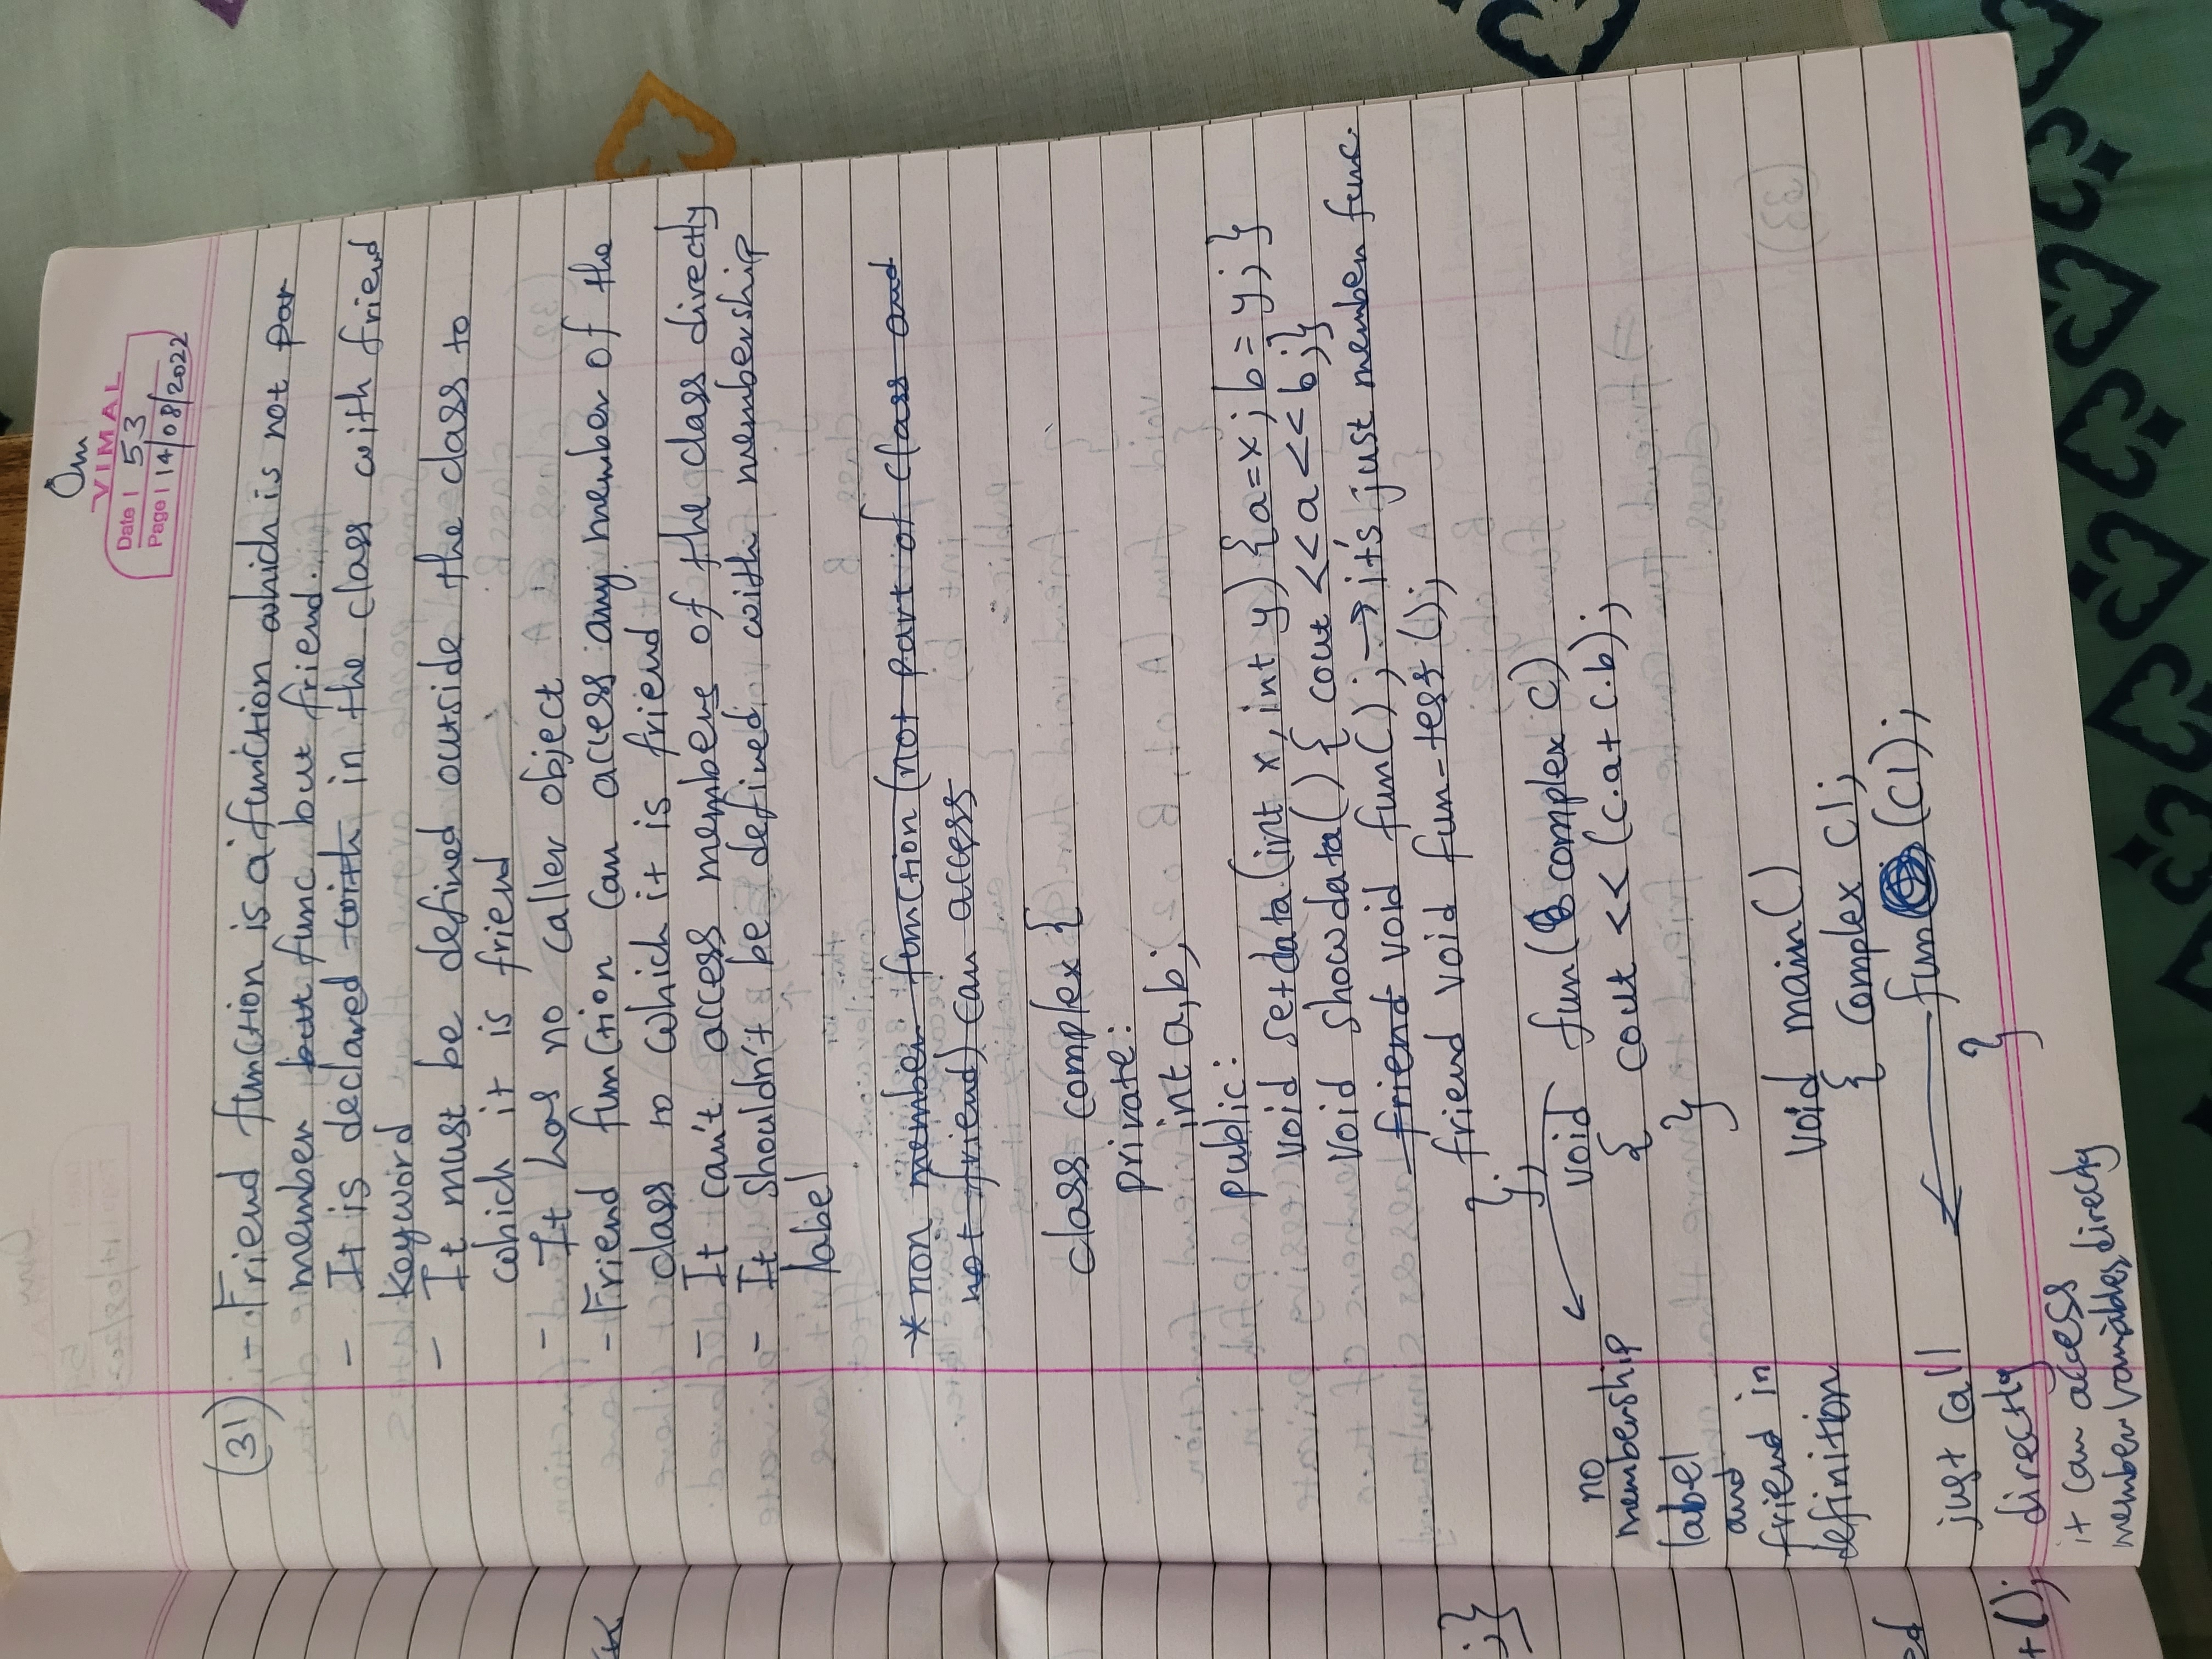 Om
VIMAL
Date | 53
Page | 14/08/2022
(31) - Friend function is a function which is not par
member but func but friend.
- It is declared with in the class with friend
keyword
- It must be defined outside the class to
which it is friend
- It has no caller object
- Friend function can access any member of the
class to which it is friend
- It can't access members of the class directly
- It shouldn't be defined with membership
label
* non member function (not part of class and
not friend) can access
class complex {
private:
int a,b;
public:
void setdata(int x, int y) {a=x; b=y;}
void showdata() { cout <<a<<b;}
friend void fun(); → it's just member func.
friend void fun-test();
};
void fun( complex c)
{ cout << (c.a+c.b);
}
no
membership
label
and
friend in
definition
void main()
{ complex C1;
fun (C1);
}
just call
directly
it can access
member variables directly
;}
ed
+();